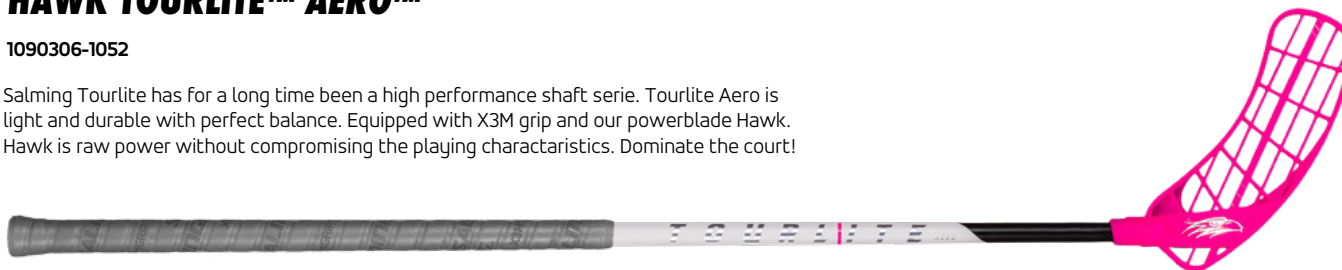 HAWK TOURLITE™ AERO™
1090306-1052
Salming Tourlite has for a long time been a high performance shaft serie. Tourlite Aero is
light and durable with perfect balance. Equipped with X3M grip and our powerblade Hawk.
Hawk is raw power without compromising the playing charactaristics. Dominate the court!
TOURLITE